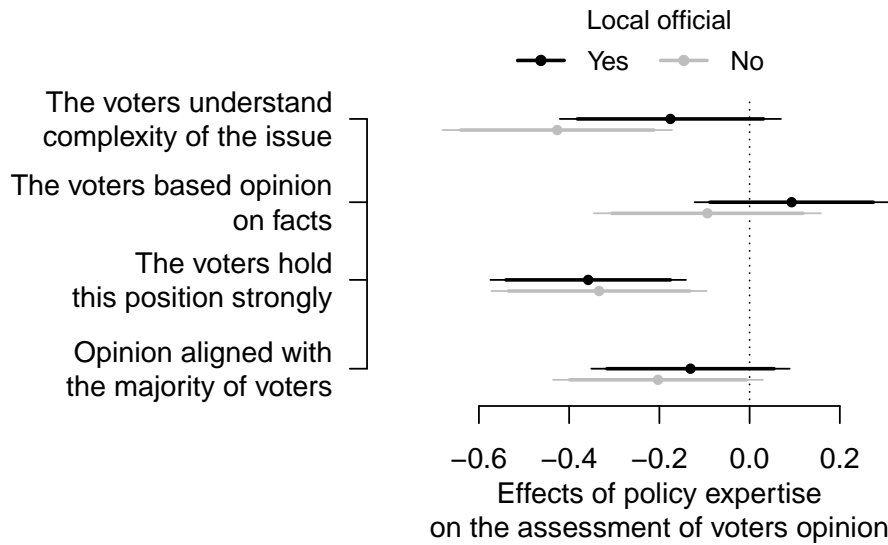 Local official
Yes No
The voters understand
complexity of the issue
The voters based opinion
on facts
The voters hold
this position strongly
Opinion aligned with
the majority of voters
−0.6 −0.4 −0.2 0.0 0.2
Effects of policy expertise
on the assessment of voters opinion